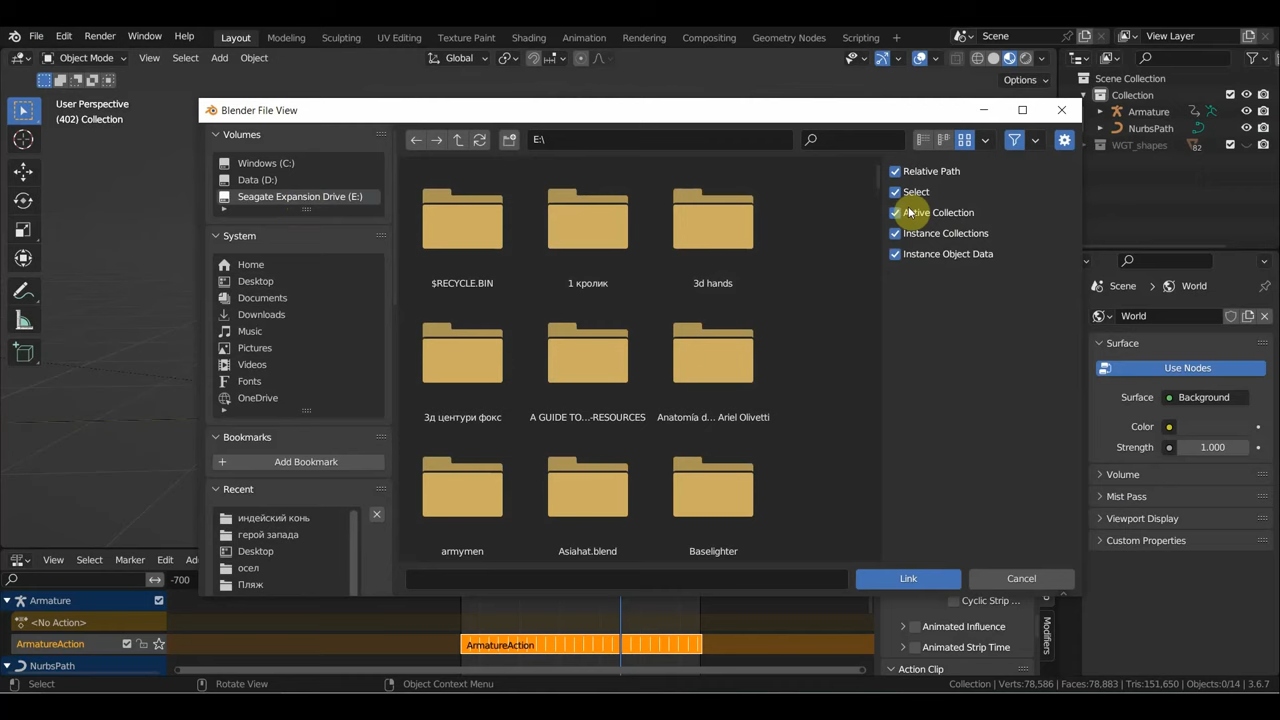 File Edit Render Window Help Layout Modeling Sculpting UV Editing Texture Paint Shading Animation Rendering Compositing Geometry Nodes Scripting + Scene View Layer
Object Mode View Select Add Object Global
Options
User Perspective
(402) Collection
Scene Collection
Collection
Armature
NurbsPath
WGT_shapes 82
Blender File View
Volumes
Windows (C:)
Data (D:)
Seagate Expansion Drive (E:)
System
Home
Desktop
Documents
Downloads
Music
Pictures
Videos
Fonts
OneDrive
Bookmarks
Add Bookmark
Recent
индейский конь
герой запада
Desktop
осел
Пляж
E:\
$RECYCLE.BIN 1 кролик 3d hands
3д центури фокс A GUIDE TO...-RESOURCES Anatomía d... Ariel Olivetti
armymen Asiahat.blend Baselighter
Relative Path
Select
Active Collection
Instance Collections
Instance Object Data
Link Cancel
Scene World
World
Surface
Use Nodes
Surface Background
Color
Strength 1.000
Volume
Mist Pass
Viewport Display
Custom Properties
View Select Marker Edit
-700
Armature
<No Action>
ArmatureAction ArmatureAction
NurbsPath
Cyclic Strip ...
Animated Influence
Animated Strip Time
Action Clip
Modifiers
Select Rotate View Object Context Menu Collection | Verts:78,586 | Faces:78,883 | Tris:151,650 | Objects:0/14 | 3.6.7